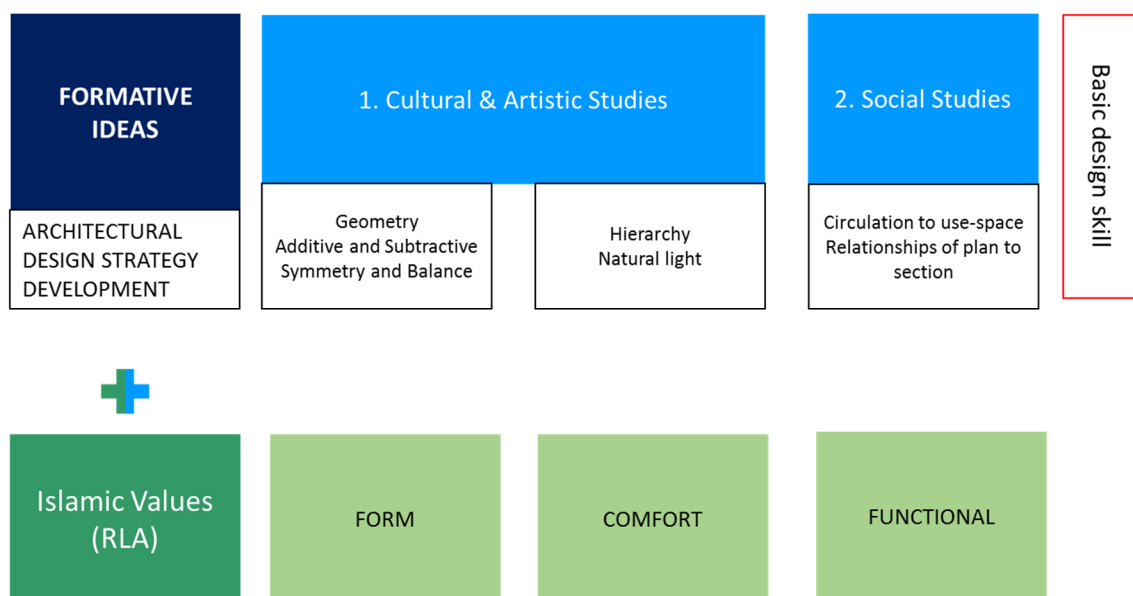 FORMATIVE
IDEAS
ARCHITECTURAL
DESIGN STRATEGY
DEVELOPMENT
1. Cultural & Artistic Studies
Geometry
Additive and Subtractive
Symmetry and Balance
Hierarchy
Natural light
2. Social Studies
Circulation to use-space
Relationships of plan to
section
Basic design skill
Islamic Values
(RLA)
FORM
COMFORT
FUNCTIONAL